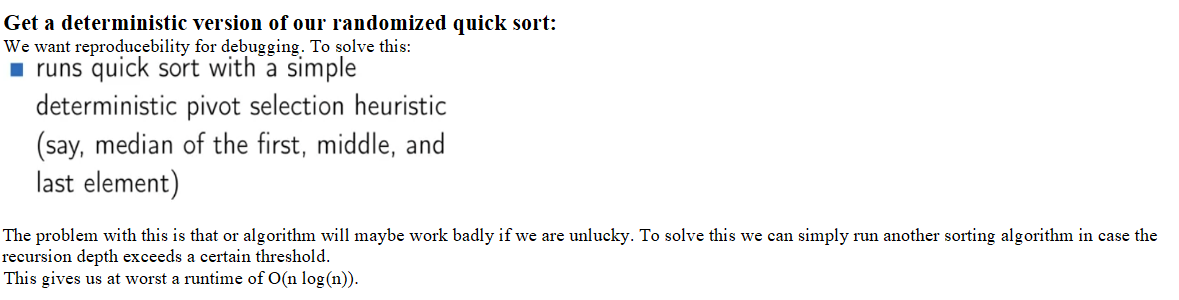 Get a deterministic version of our randomized quick sort:
We want reproducebility for debugging. To solve this:
runs quick sort with a simple
deterministic pivot selection heuristic
(say, median of the first, middle, and
last element)
The problem with this is that or algorithm will maybe work badly if we are unlucky. To solve this we can simply run another sorting algorithm in case the
recursion depth exceeds a certain threshold.
This gives us at worst a runtime of O(n log(n)).